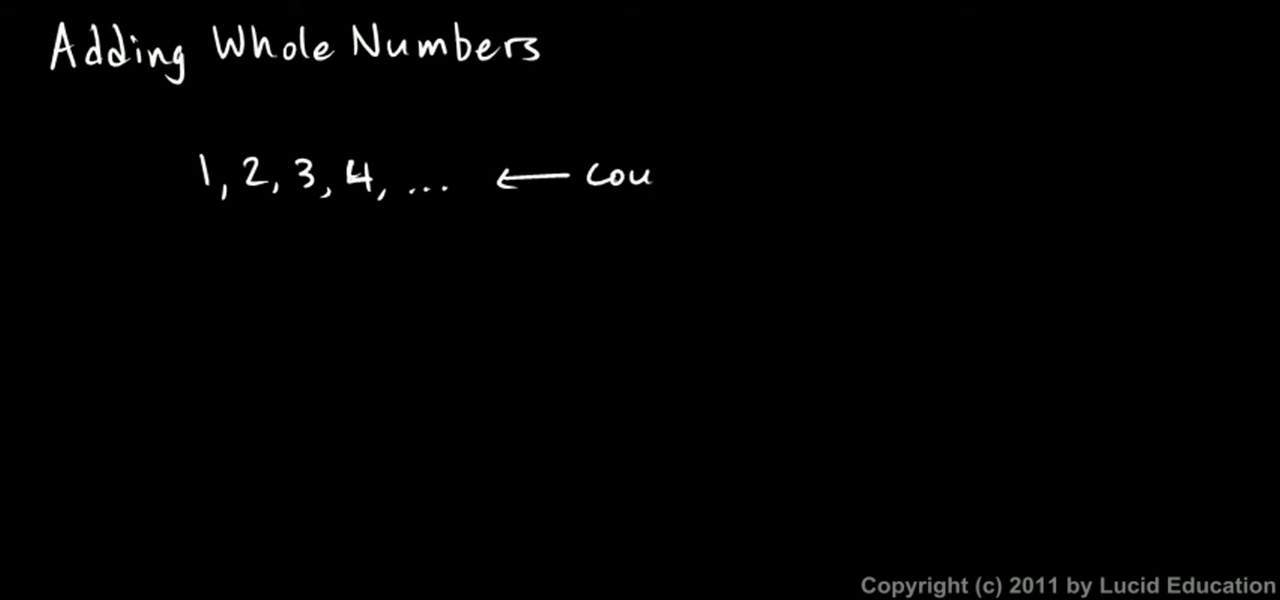 Adding Whole Numbers
1, 2, 3, 4, ... ← cou
Copyright (c) 2011 by Lucid Education